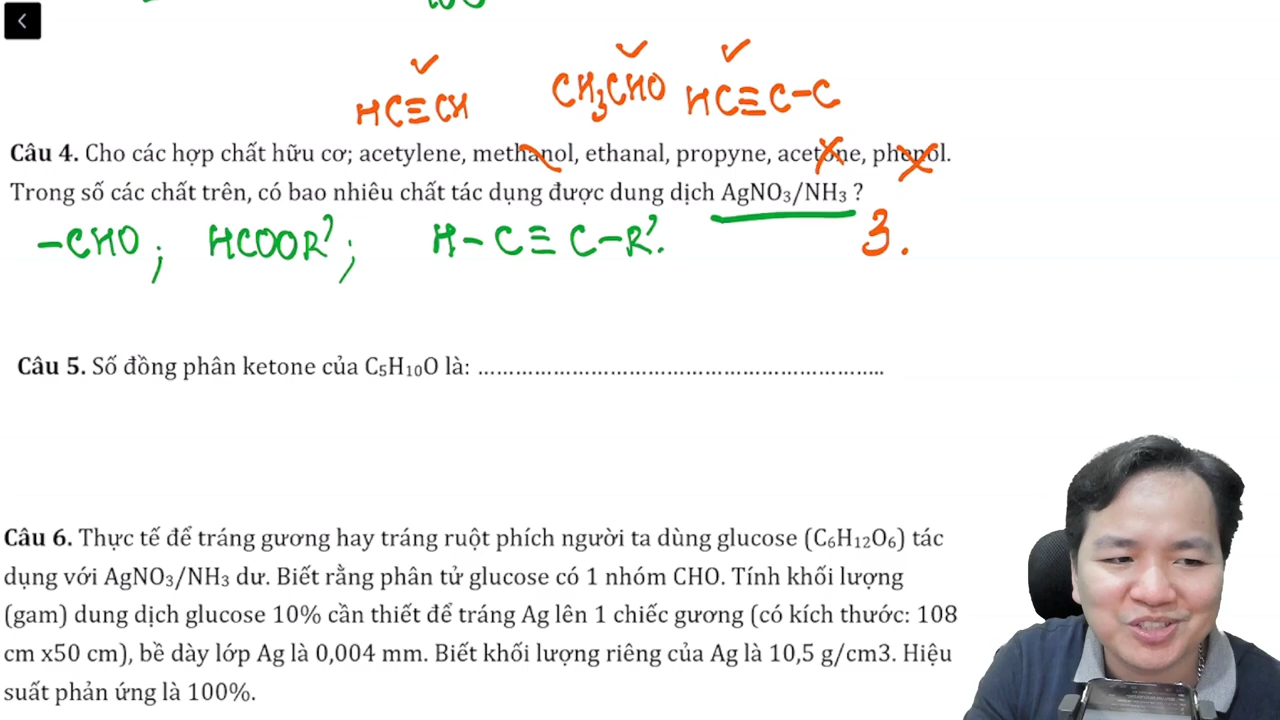 HC≡CH CH₃CHO HC≡C-C
Câu 4. Cho các hợp chất hữu cơ; acetylene, methanol, ethanal, propyne, acetone, phenol.
Trong số các chất trên, có bao nhiêu chất tác dụng được dung dịch AgNO₃/NH₃ ?
-CHO; HCOOR'; H-C≡C-R'. 3.
Câu 5. Số đồng phân ketone của C₅H₁₀O là: ............................................................
Câu 6. Thực tế để tráng gương hay tráng ruột phích người ta dùng glucose (C₆H₁₂O₆) tác
dụng với AgNO₃/NH₃ dư. Biết rằng phân tử glucose có 1 nhóm CHO. Tính khối lượng
(gam) dung dịch glucose 10% cần thiết để tráng Ag lên 1 chiếc gương (có kích thước: 108
cm x50 cm), bề dày lớp Ag là 0,004 mm. Biết khối lượng riêng của Ag là 10,5 g/cm3. Hiệu
suất phản ứng là 100%.